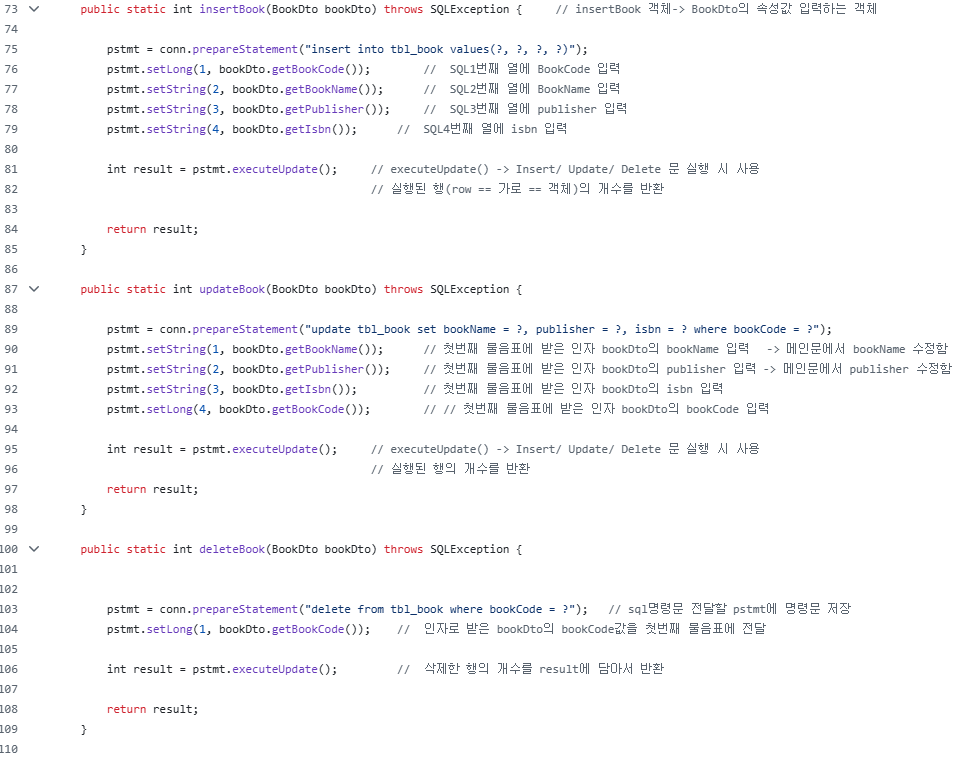 73 public static int insertBook(BookDto bookDto) throws SQLException { // insertBook 객체-> BookDto의 속성값 입력하는 객체
74
75 pstmt = conn.prepareStatement("insert into tbl_book values(?, ?, ?, ?)");
76 pstmt.setLong(1, bookDto.getBookCode()); // SQL1번째 열에 BookCode 입력
77 pstmt.setString(2, bookDto.getBookName()); // SQL2번째 열에 BookName 입력
78 pstmt.setString(3, bookDto.getPublisher()); // SQL3번째 열에 publisher 입력
79 pstmt.setString(4, bookDto.getIsbn()); // SQL4번째 열에 isbn 입력
80
81 int result = pstmt.executeUpdate(); // executeUpdate() -> Insert/ Update/ Delete 문 실행 시 사용
82 // 실행된 행(row == 가로 == 객체)의 개수를 반환
83
84 return result;
85 }
86
87 public static int updateBook(BookDto bookDto) throws SQLException {
88
89 pstmt = conn.prepareStatement("update tbl_book set bookName = ?, publisher = ?, isbn = ? where bookCode = ?");
90 pstmt.setString(1, bookDto.getBookName()); // 첫번째 물음표에 받은 인자 bookDto의 bookName 입력 -> 메인문에서 bookName 수정함
91 pstmt.setString(2, bookDto.getPublisher()); // 첫번째 물음표에 받은 인자 bookDto의 publisher 입력 -> 메인문에서 publisher 수정함
92 pstmt.setString(3, bookDto.getIsbn()); // 첫번째 물음표에 받은 인자 bookDto의 isbn 입력
93 pstmt.setLong(4, bookDto.getBookCode()); // // 첫번째 물음표에 받은 인자 bookDto의 bookCode 입력
94
95 int result = pstmt.executeUpdate(); // executeUpdate() -> Insert/ Update/ Delete 문 실행 시 사용
96 // 실행된 행의 개수를 반환
97 return result;
98 }
99
100 public static int deleteBook(BookDto bookDto) throws SQLException {
101
102
103 pstmt = conn.prepareStatement("delete from tbl_book where bookCode = ?"); // sql명령문 전달할 pstmt에 명령문 저장
104 pstmt.setLong(1, bookDto.getBookCode()); // 인자로 받은 bookDto의 bookCode값을 첫번째 물음표에 전달
105
106 int result = pstmt.executeUpdate(); // 삭제한 행의 개수를 result에 담아서 반환
107
108 return result;
109 }
110